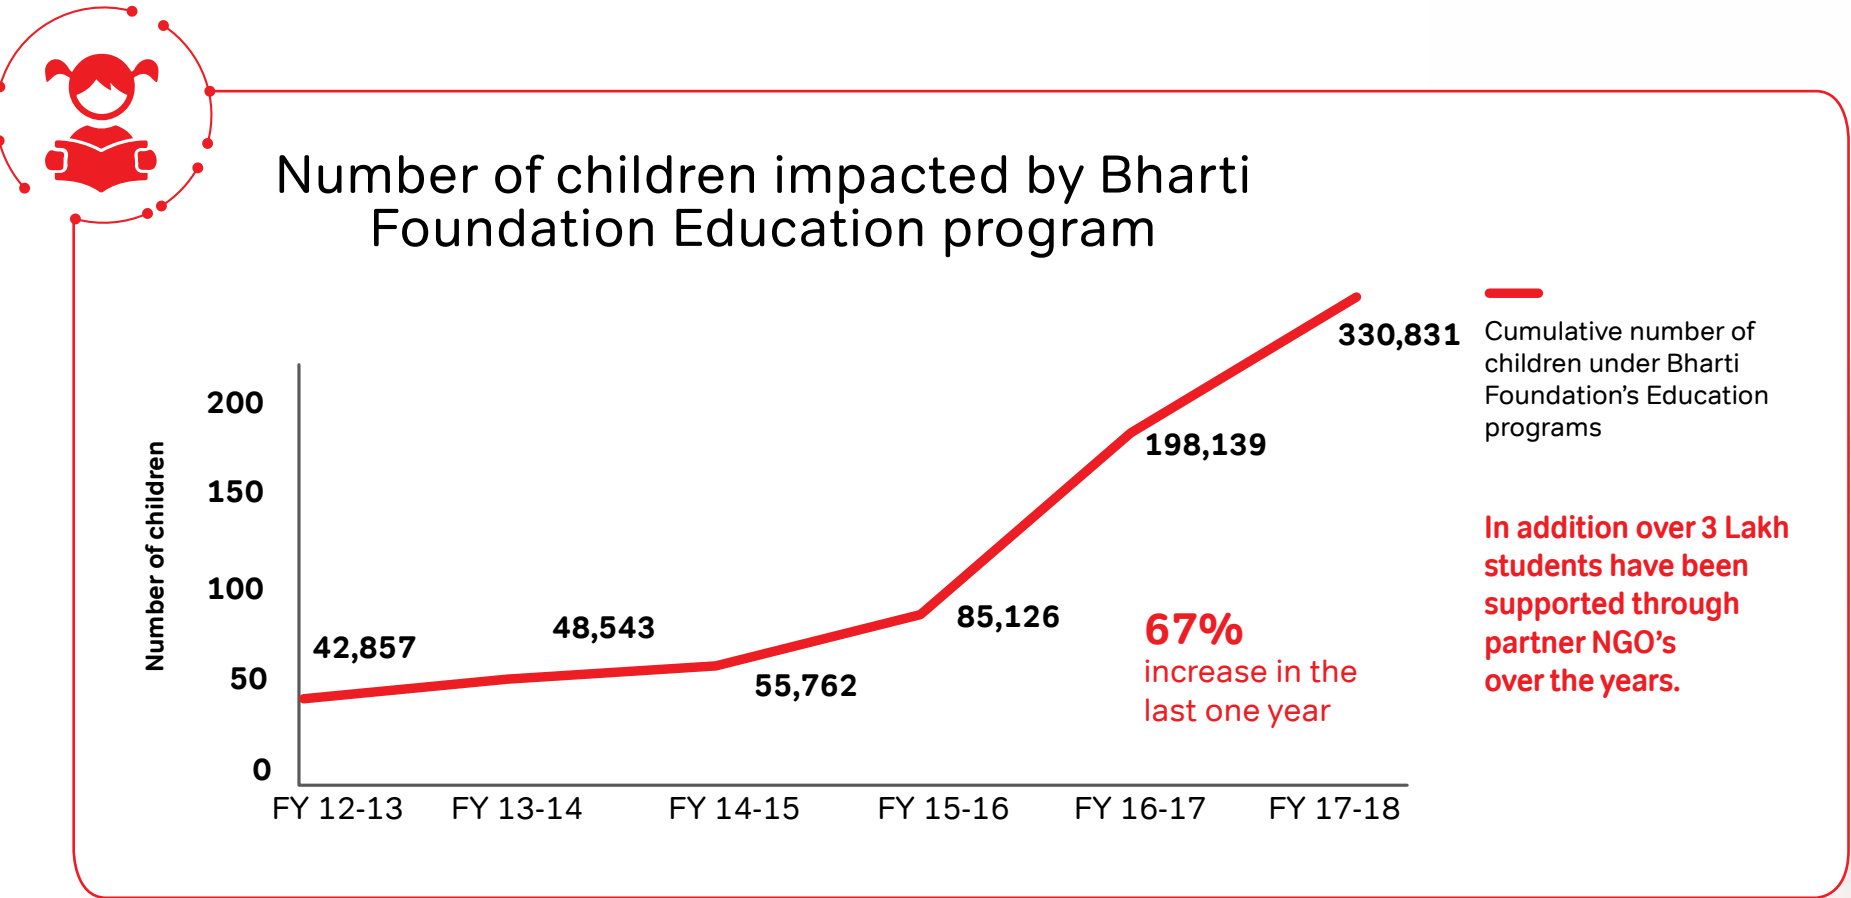 Number of children impacted by Bharti
Foundation Education program
330,831
Cumulative number of
children under Bharti
Foundation’s Education
programs
200
150
100
50
0
Number of children
198,139
42,857
48,543
55,762
85,126
67%
increase in the
last one year
In addition over 3 Lakh
students have been
supported through
partner NGO’s
over the years.
FY 12-13 FY 13-14 FY 14-15 FY 15-16 FY 16-17 FY 17-18